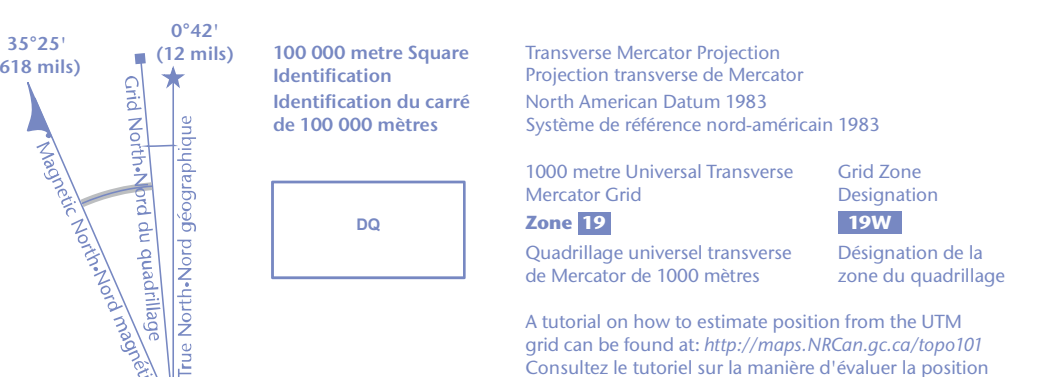 35°25'
618 mils)
0°42'
(12 mils)
Magnetic North•Nord
Grid North•Nord du quadrillage
True North•Nord géographique
100 000 metre Square
Identification
Identification du carré
de 100 000 mètres
DQ
Transverse Mercator Projection
Projection transverse de Mercator
North American Datum 1983
Système de référence nord-américain 1983
1000 metre Universal Transverse
Mercator Grid
Zone 19
Quadrillage universel transverse
de Mercator de 1000 mètres
Grid Zone
Designation
19W
Désignation de la
zone du quadrillage
A tutorial on how to estimate position from the UTM
grid can be found at: http://maps.NRCan.gc.ca/topo101
Consultez le tutoriel sur la manière d'évaluer la position